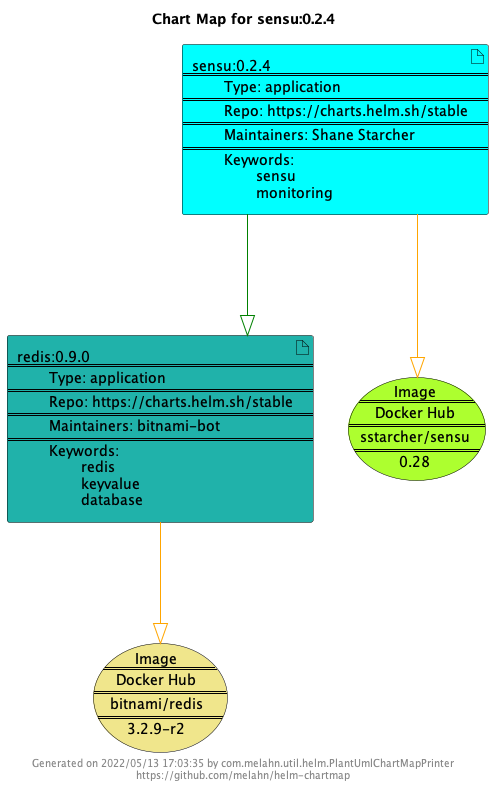 Chart Map for sensu:0.2.4
sensu:0.2.4
Type: application
Repo: https://charts.helm.sh/stable
Maintainers: Shane Starcher
Keywords:
sensu
monitoring
redis:0.9.0
Type: application
Repo: https://charts.helm.sh/stable
Maintainers: bitnami-bot
Keywords:
redis
keyvalue
database
Image
Docker Hub
sstarcher/sensu
0.28
Image
Docker Hub
bitnami/redis
3.2.9-r2
Generated on 2022/05/13 17:03:35 by com.melahn.util.helm.PlantUmlChartMapPrinter
https://github.com/melahn/helm-chartmap